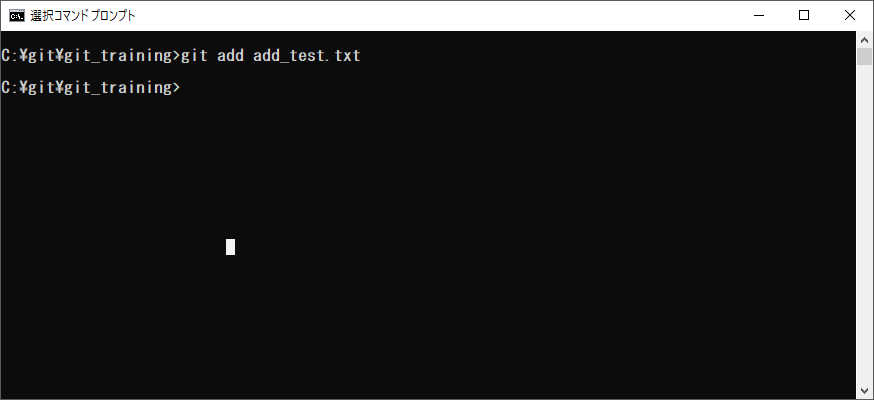 選択コマンドプロンプト
C:¥git¥git_training>git add add_test.txt
C:¥git¥git_training>